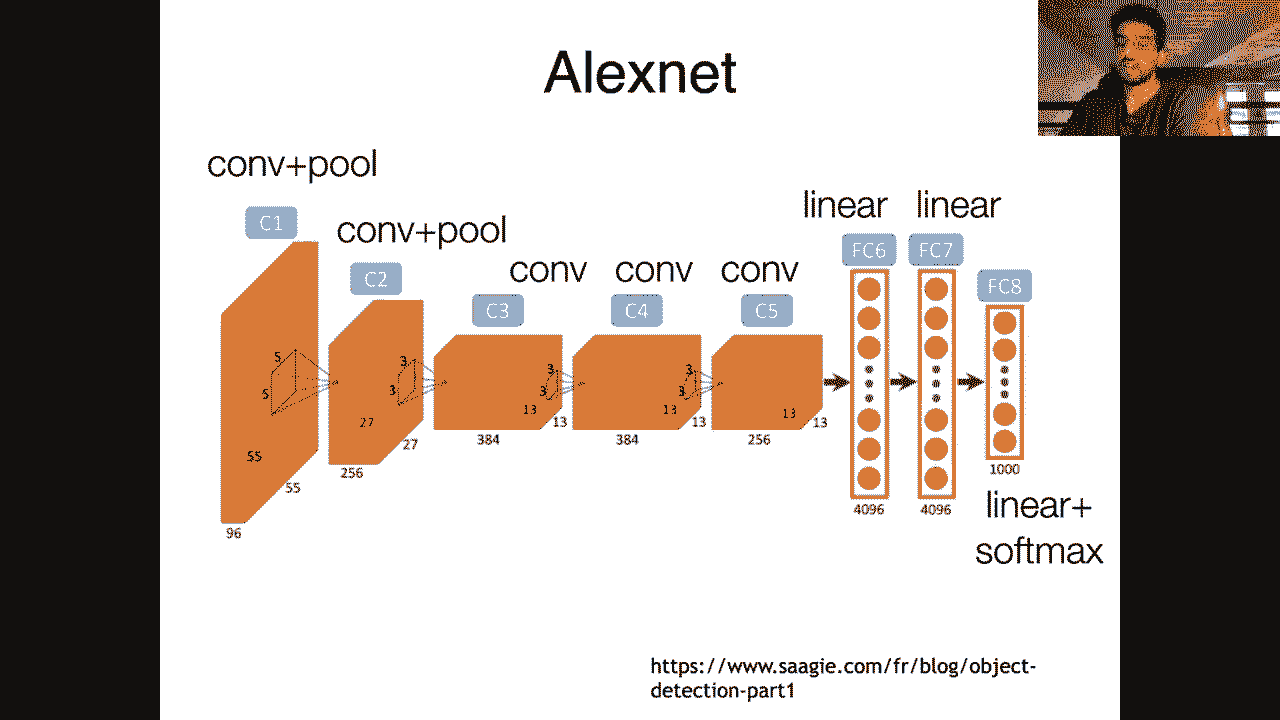 Alexnet
conv+pool
C1
conv+pool
C2
conv
conv
conv
C3
C4
C5
linear
linear
FC6
FC7
FC8
5
5
55
55
96
3
3
27
27
256
3
3
13
13
384
3
3
13
13
384
13
13
256
4096
4096
1000
linear+
softmax
https://www.saagie.com/fr/blog/object-
detection-part1